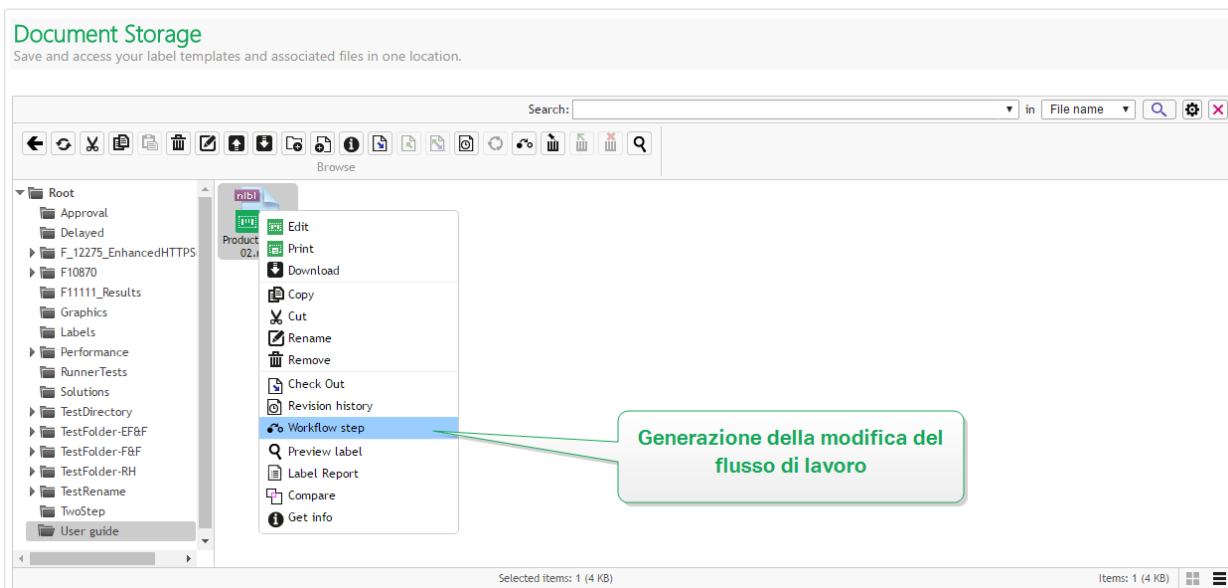 Document Storage
Save and access your label templates and associated files in one location.
Search:
in
File name
Browse
Root
Approval
Delayed
F_12275_EnhancedHTTPS
F10870
F11111_Results
Graphics
Labels
Performance
RunnerTests
Solutions
TestDirectory
TestFolder-EF&F
TestFolder-F&F
TestFolder-RH
TestRename
TwoStep
User guide
nlbl
Product
02.
Edit
Print
Download
Copy
Cut
Rename
Remove
Check Out
Revision history
Workflow step
Preview label
Label Report
Compare
Get info
Generazione della modifica del
flusso di lavoro
Selected items: 1 (4 KB)
Items: 1 (4 KB)